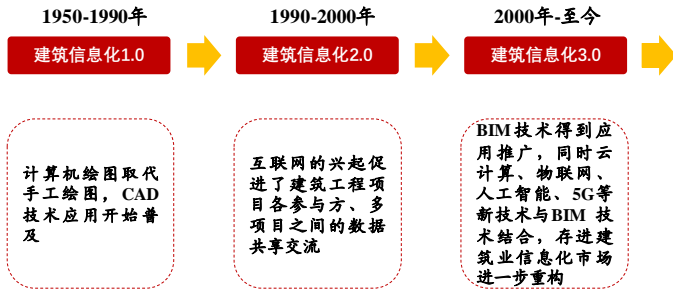 1950-1990年
1990-2000年
2000年-至今
建筑信息化1.0
建筑信息化2.0
建筑信息化3.0
计算机绘图取代
手工绘图，CAD
技术应用开始普
及
互联网的兴起促
进了建筑工程项
目各参与方、多
项目之间的数据
共享交流
BIM技术得到应
用推广，同时云
计算、物联网、
人工智能、5G等
新技术与BIM 技
术结合，存进建
筑业信息化市场
进一步重构